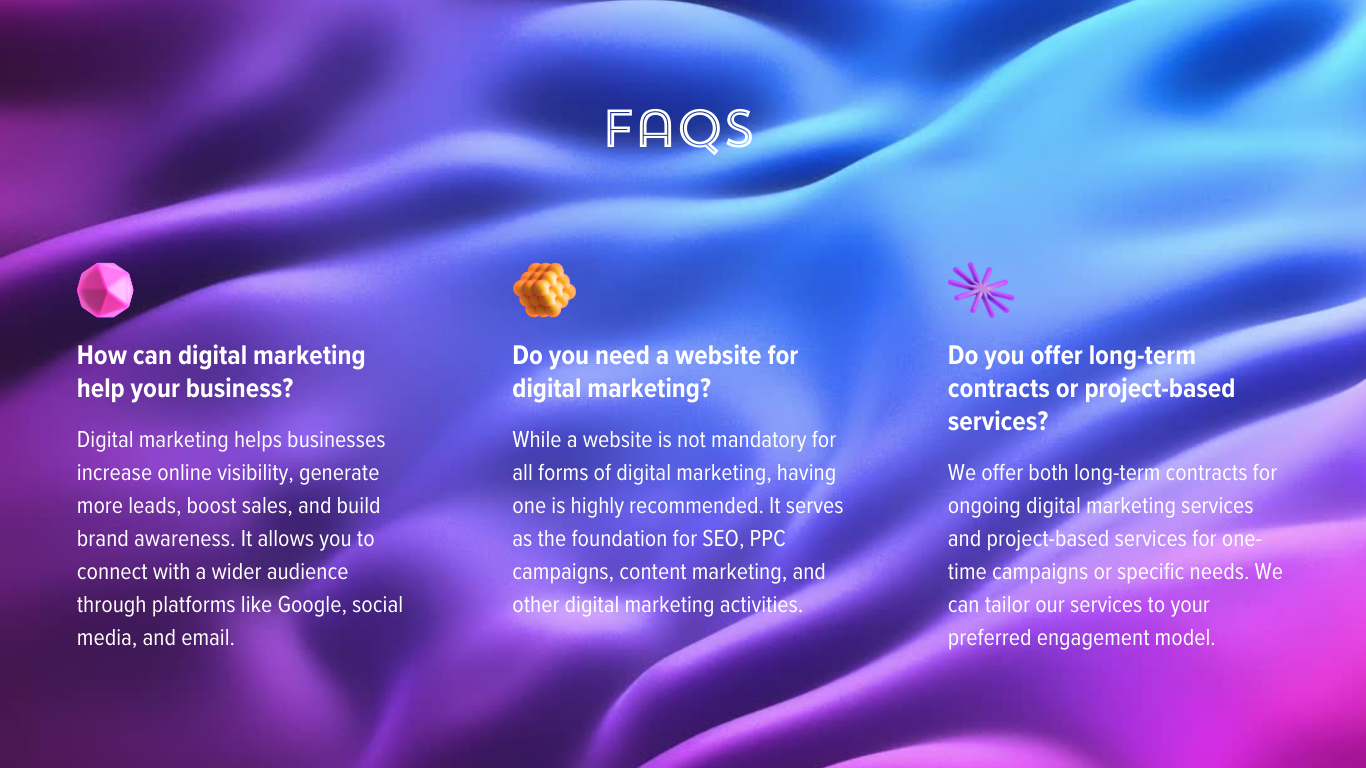 FAQS
How can digital marketing
help your business?
Digital marketing helps businesses
increase online visibility, generate
more leads, boost sales, and build
brand awareness. It allows you to
connect with a wider audience
through platforms like Google, social
media, and email.
Do you need a website for
digital marketing?
While a website is not mandatory for
all forms of digital marketing, having
one is highly recommended. It serves
as the foundation for SEO, PPC
campaigns, content marketing, and
other digital marketing activities.
Do you offer long-term
contracts or project-based
services?
We offer both long-term contracts for
ongoing digital marketing services
and project-based services for one-
time campaigns or specific needs. We
can tailor our services to your
preferred engagement model.